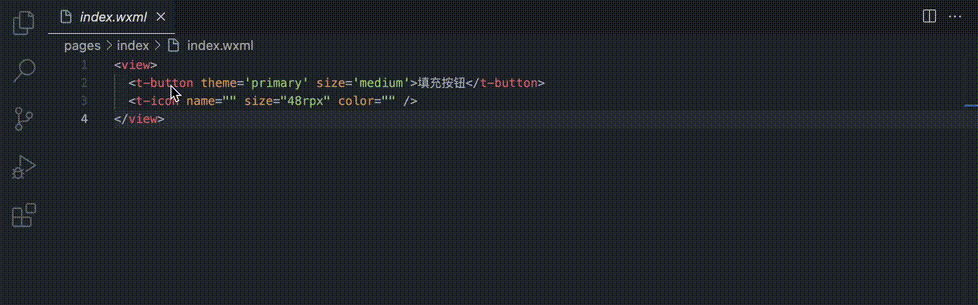 index.wxml
pages > index > index.wxml
1 <view>
2 <t-button theme='primary' size='medium'>填充按钮</t-button>
3 <t-icon name="" size="48rpx" color="" />
4 </view>